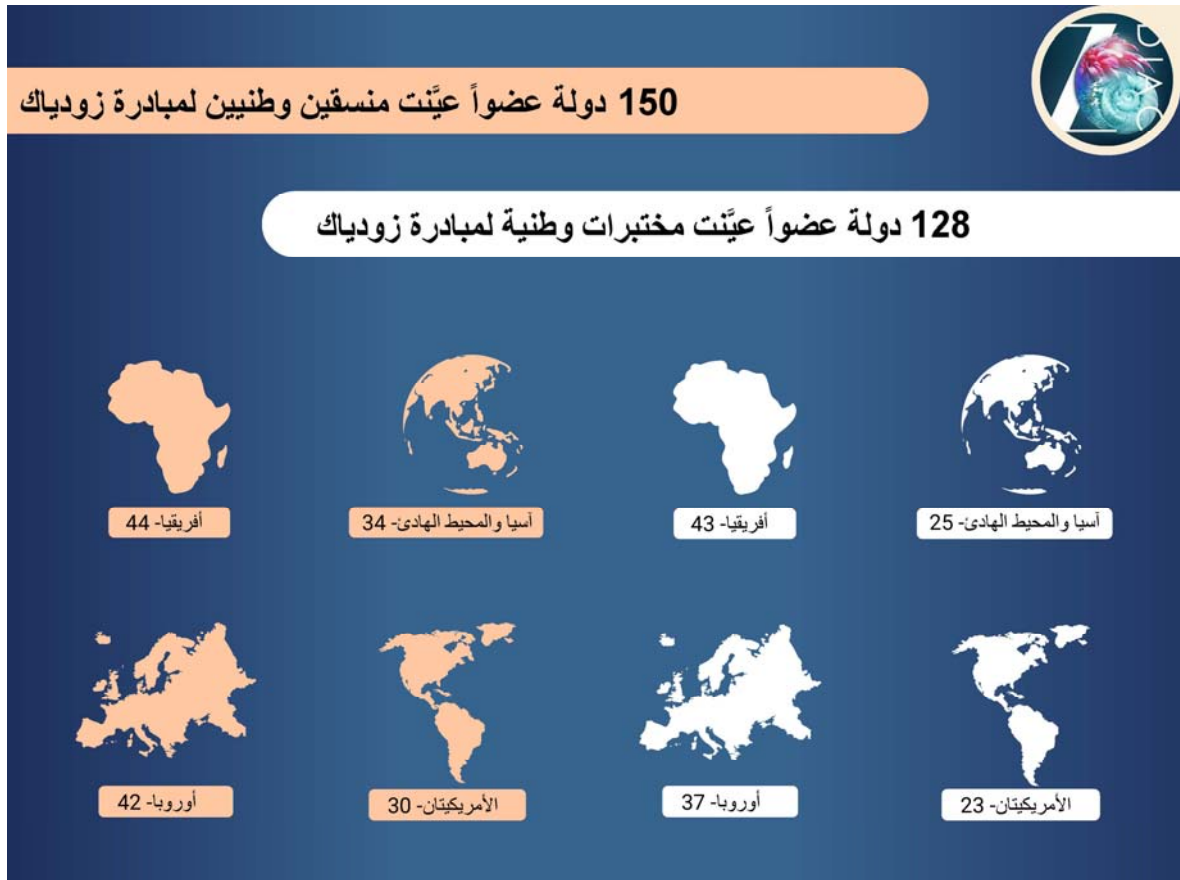 150 دولة عضواً عيَّنت منسقين وطنيين لمبادرة زودياك
128 دولة عضواً عيَّنت مختبرات وطنية لمبادرة زودياك
آسيا والمحيط الهادئ- 25
أفريقيا- 43
آسيا والمحيط الهادئ- 34
أفريقيا- 44
الأمريكيتان- 23
أوروبا- 37
الأمريكيتان- 30
أوروبا- 42